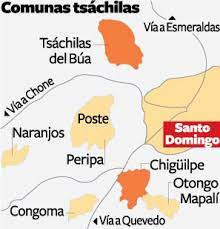 Comunas tsáchilas
Vía a Esmeraldas
Tsáchilas
del Búa
Vía a Chone
Naranjos
Poste
Peripa
Santo
Domingo
Chigüilpe
Otongo
Mapalí
Congoma
Vía a Quevedo